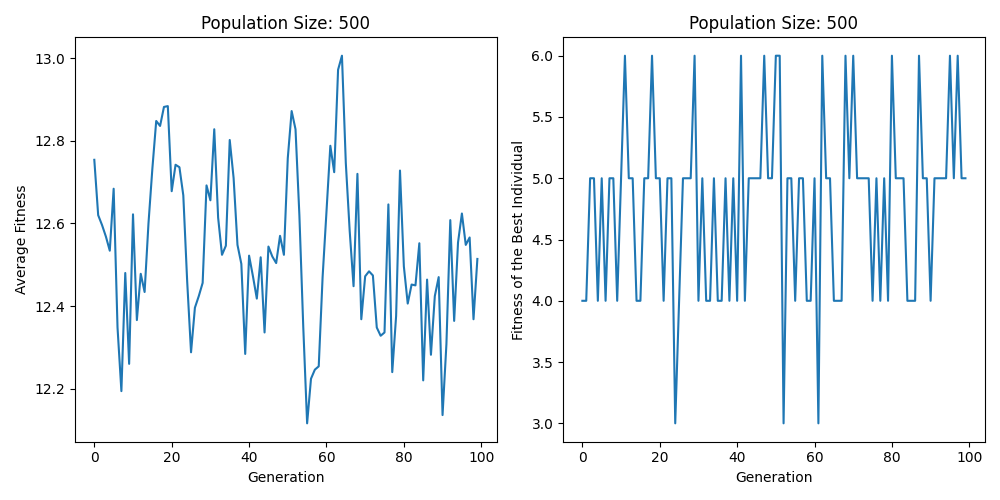 Population Size: 500
Average Fitness
13.0
12.8
12.6
12.4
12.2
0 20 40 60 80 100
Generation
Population Size: 500
Fitness of the Best Individual
6.0
5.5
5.0
4.5
4.0
3.5
3.0
0 20 40 60 80 100
Generation